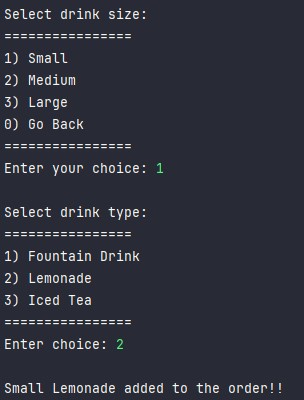 Select drink size:
================
1) Small
2) Medium
3) Large
0) Go Back
================
Enter your choice: 1
Select drink type:
================
1) Fountain Drink
2) Lemonade
3) Iced Tea
================
Enter choice: 2
Small Lemonade added to the order!!